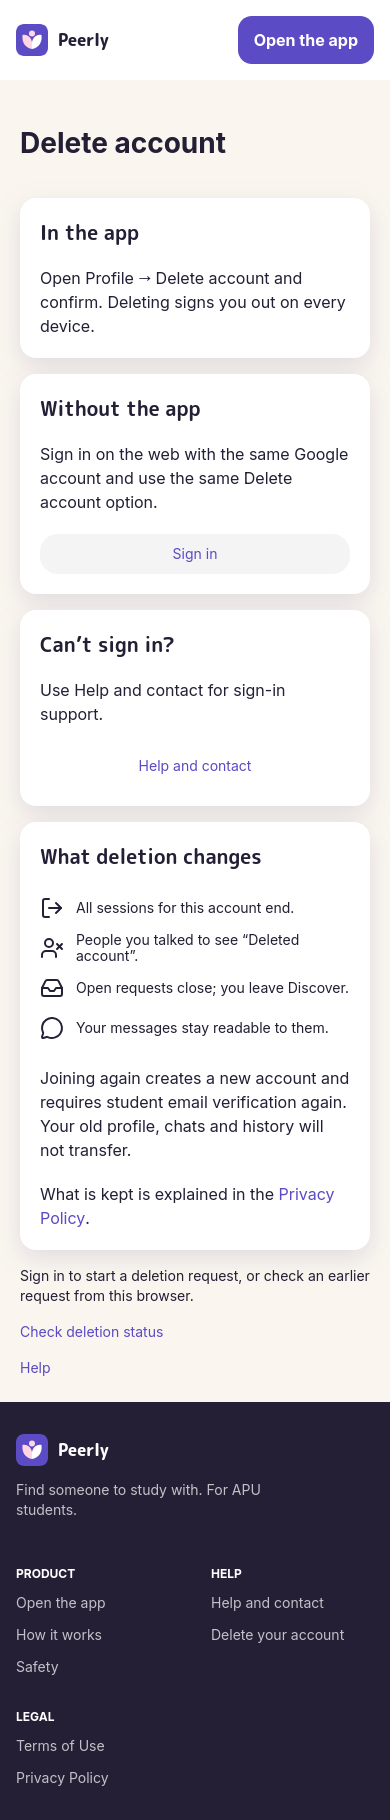 Peerly
Open the app
Delete account
In the app
Open Profile → Delete account and
confirm. Deleting signs you out on every
device.
Without the app
Sign in on the web with the same Google
account and use the same Delete
account option.
Sign in
Can’t sign in?
Use Help and contact for sign-in
support.
Help and contact
What deletion changes
All sessions for this account end.
People you talked to see “Deleted
account”.
Open requests close; you leave Discover.
Your messages stay readable to them.
Joining again creates a new account and
requires student email verification again.
Your old profile, chats and history will
not transfer.
What is kept is explained in the Privacy
Policy.
Sign in to start a deletion request, or check an earlier
request from this browser.
Check deletion status
Help
Peerly
Find someone to study with. For APU
students.
PRODUCT
Open the app
How it works
Safety
HELP
Help and contact
Delete your account
LEGAL
Terms of Use
Privacy Policy